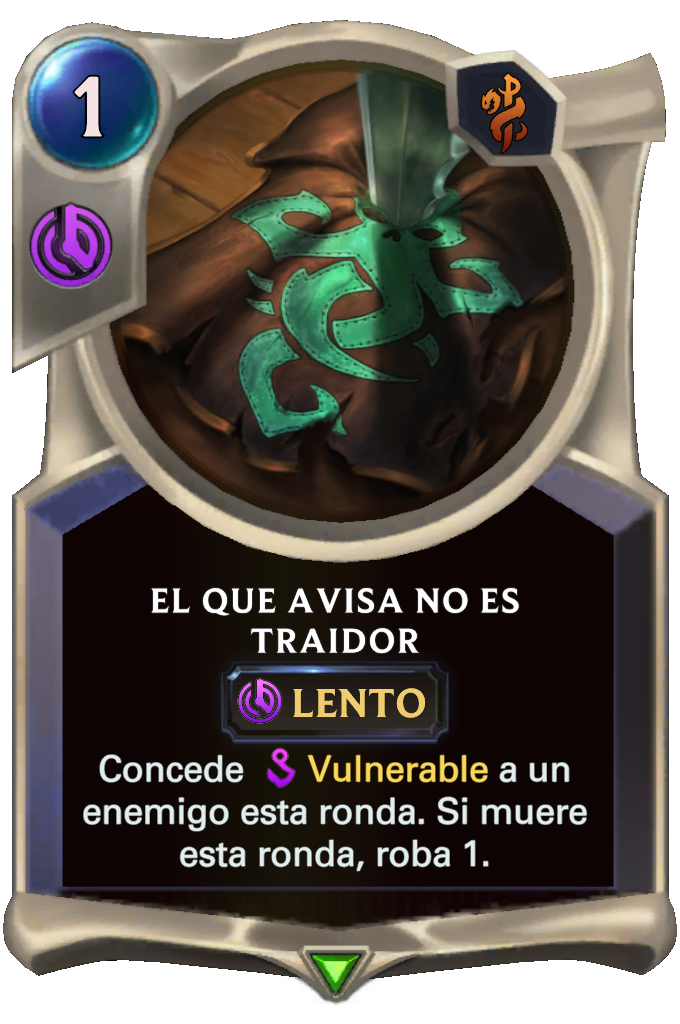 1
EL QUE AVISA NO ES
TRAIDOR
LENTO
Concede Vulnerable a un
enemigo esta ronda. Si muere
esta ronda, roba 1.